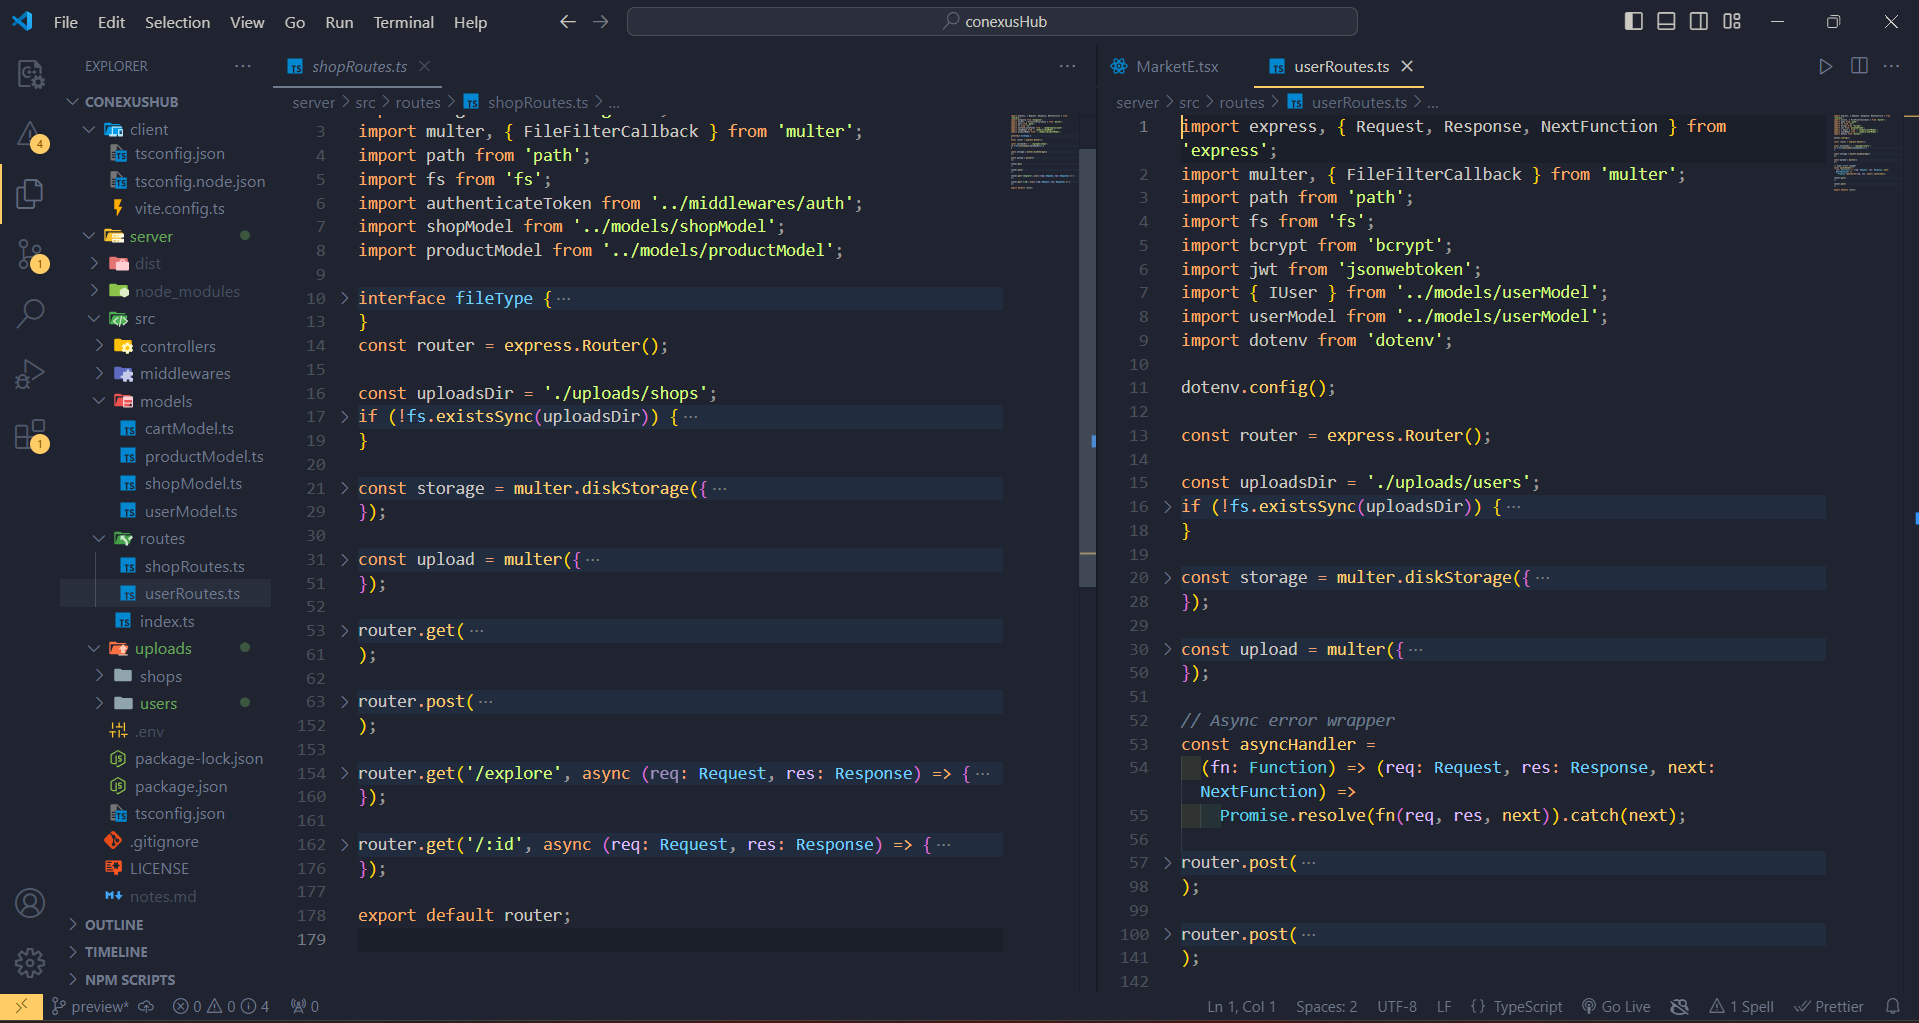 File Edit Selection View Go Run Terminal Help
conexusHub
EXPLORER
CONEXUSHUB
client
tsconfig.json
tsconfig.node.json
vite.config.ts
server
dist
node_modules
src
controllers
middlewares
models
cartModel.ts
productModel.ts
shopModel.ts
userModel.ts
routes
shopRoutes.ts
userRoutes.ts
index.ts
uploads
shops
users
.env
package-lock.json
package.json
tsconfig.json
.gitignore
LICENSE
notes.md
OUTLINE
TIMELINE
NPM SCRIPTS
4
1
1
shopRoutes.ts
server > src > routes > shopRoutes.ts > ...
3 import multer, { FileFilterCallback } from 'multer';
4 import path from 'path';
5 import fs from 'fs';
6 import authenticateToken from '../middlewares/auth';
7 import shopModel from '../models/shopModel';
8 import productModel from '../models/productModel';
9
10 interface fileType {···
13 }
14 const router = express.Router();
15
16 const uploadsDir = './uploads/shops';
17 if (!fs.existsSync(uploadsDir)) {···
19 }
20
21 const storage = multer.diskStorage({···
29 });
30
31 const upload = multer({···
51 });
52
53 router.get(···
61 );
62
63 router.post(···
152 );
153
154 router.get('/explore', async (req: Request, res: Response) => {···
160 });
161
162 router.get('/:id', async (req: Request, res: Response) => {···
176 });
177
178 export default router;
179
MarketE.tsx
userRoutes.ts
server > src > routes > userRoutes.ts > ...
1 import express, { Request, Response, NextFunction } from
'express';
2 import multer, { FileFilterCallback } from 'multer';
3 import path from 'path';
4 import fs from 'fs';
5 import bcrypt from 'bcrypt';
6 import jwt from 'jsonwebtoken';
7 import { IUser } from '../models/userModel';
8 import userModel from '../models/userModel';
9 import dotenv from 'dotenv';
10
11 dotenv.config();
12
13 const router = express.Router();
14
15 const uploadsDir = './uploads/users';
16 if (!fs.existsSync(uploadsDir)) {···
18 }
19
20 const storage = multer.diskStorage({···
28 });
29
30 const upload = multer({···
50 });
51
52 // Async error wrapper
53 const asyncHandler =
54 (fn: Function) => (req: Request, res: Response, next:
NextFunction) =>
55 Promise.resolve(fn(req, res, next)).catch(next);
56
57 router.post(···
98 );
99
100 router.post(···
141 );
142
preview* 0 0 4 0
Ln 1, Col 1 Spaces: 2 UTF-8 LF {} TypeScript Go Live 1 Spell Prettier